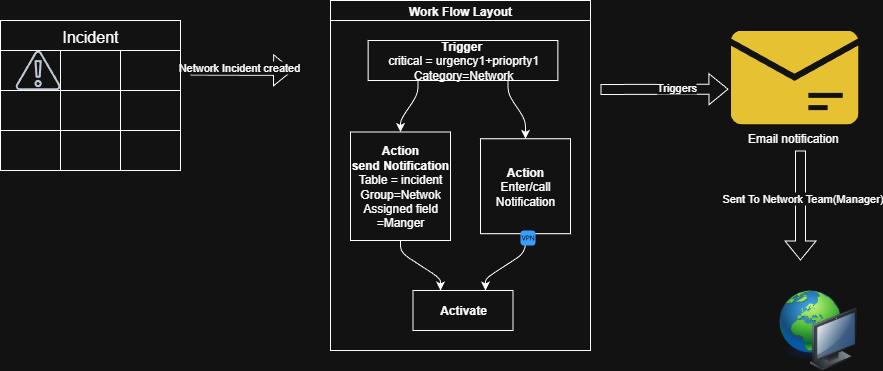 Work Flow Layout
Incident
Network Incident created
Trigger
critical = urgency1+prioprty1
Category=Network
Triggers
Email notification
Action
send Notification
Table = incident
Group=Netwok
Assigned field
=Manger
Action
Enter/call
Notification
VPN
Activate
Sent To Network Team(Manager)